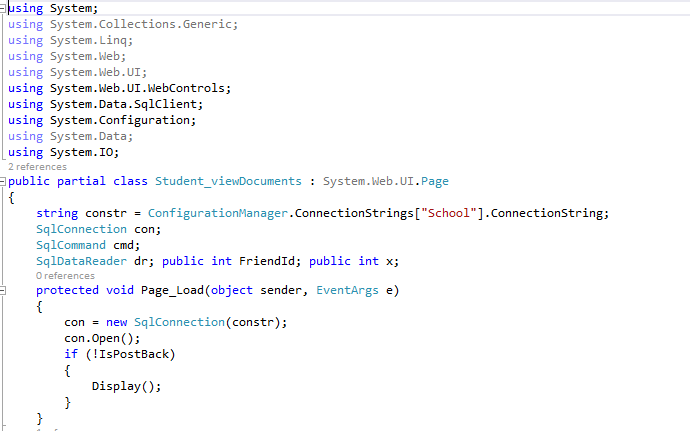 using System;
using System.Collections.Generic;
using System.Linq;
using System.Web;
using System.Web.UI;
using System.Web.UI.WebControls;
using System.Data.SqlClient;
using System.Configuration;
using System.Data;
using System.IO;
2 references
public partial class Student_viewDocuments : System.Web.UI.Page
{
string constr = ConfigurationManager.ConnectionStrings["School"].ConnectionString;
SqlConnection con;
SqlCommand cmd;
SqlDataReader dr; public int FriendId; public int x;
0 references
protected void Page_Load(object sender, EventArgs e)
{
con = new SqlConnection(constr);
con.Open();
if (!IsPostBack)
{
Display();
}
}